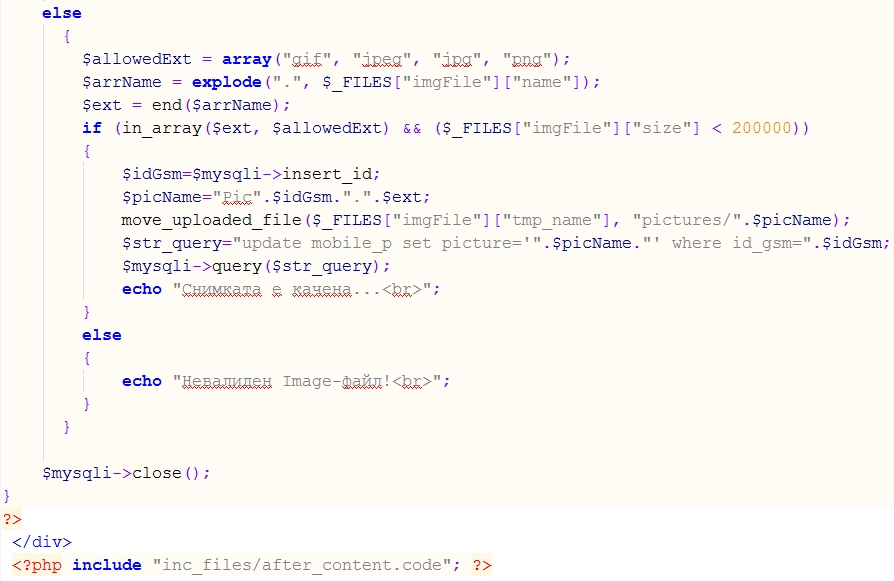 else
{
$allowedExt = array("gif", "jpeg", "jpg", "png");
$arrName = explode(".", $_FILES["imgFile"]["name"]);
$ext = end($arrName);
if (in_array($ext, $allowedExt) && ($_FILES["imgFile"]["size"] < 200000))
{
$idGsm=$mysqli->insert_id;
$picName="Pic".$idGsm.".".$ext;
move_uploaded_file($_FILES["imgFile"]["tmp_name"], "pictures/".$picName);
$str_query="update mobile_p set picture='".$picName."' where id_gsm=".$idGsm;
$mysqli->query($str_query);
echo "Снимката е качена...<br>";
}
else
{
echo "Невалиден Image-файл!<br>";
}
}
$mysqli->close();
}
?>
</div>
<?php include "inc_files/after_content.code"; ?>